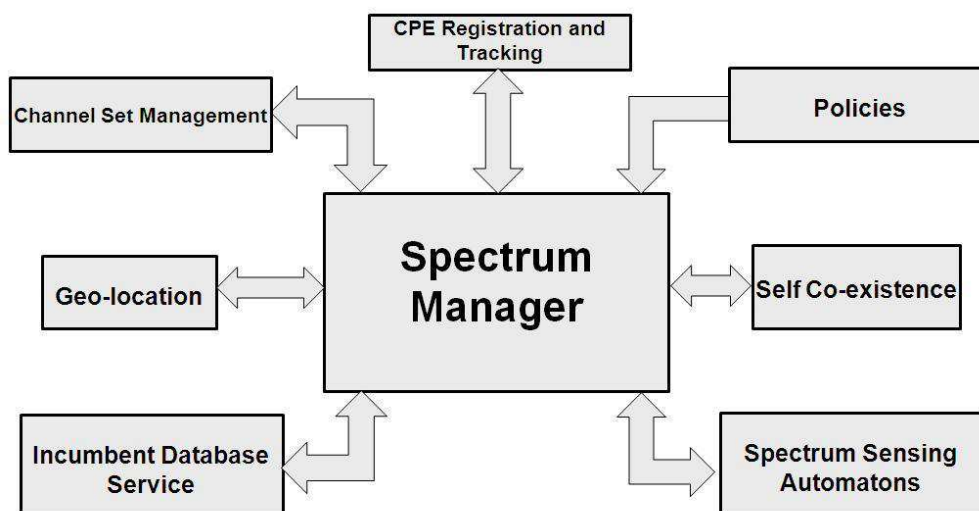 CPE Registration and
Tracking
Channel Set Management
Policies
Spectrum
Manager
Geo-location
Self Co-existence
Incumbent Database
Service
Spectrum Sensing
Automatons